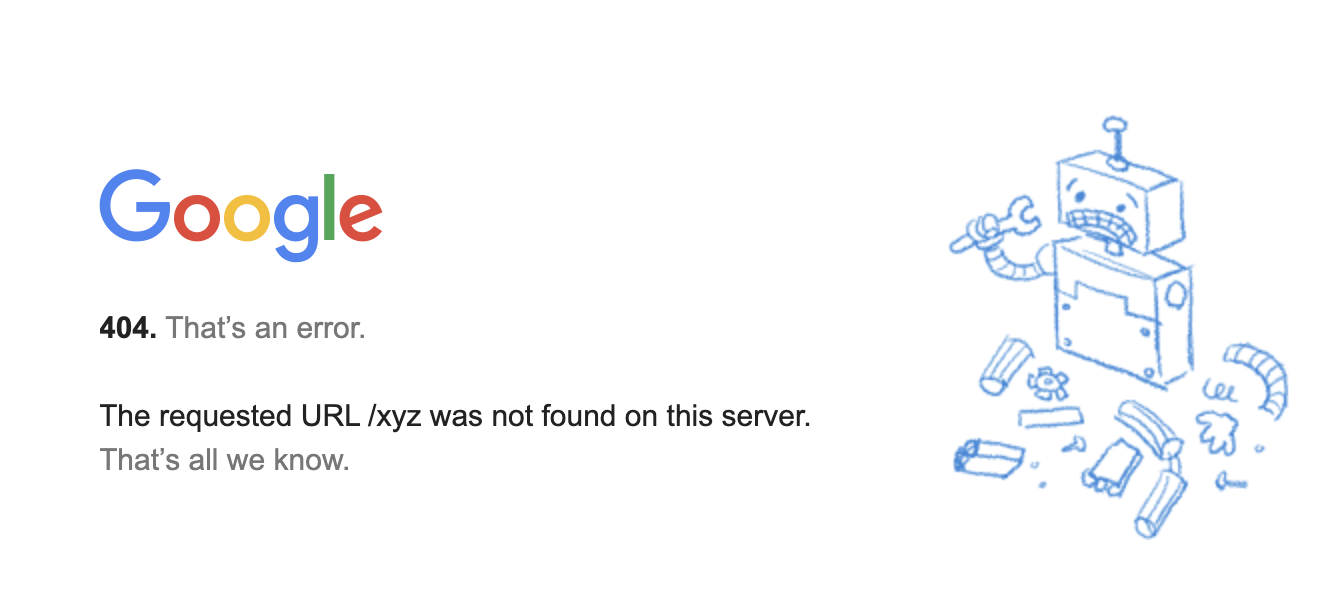 Google
404. That’s an error.
The requested URL /xyz was not found on this server.
That’s all we know.